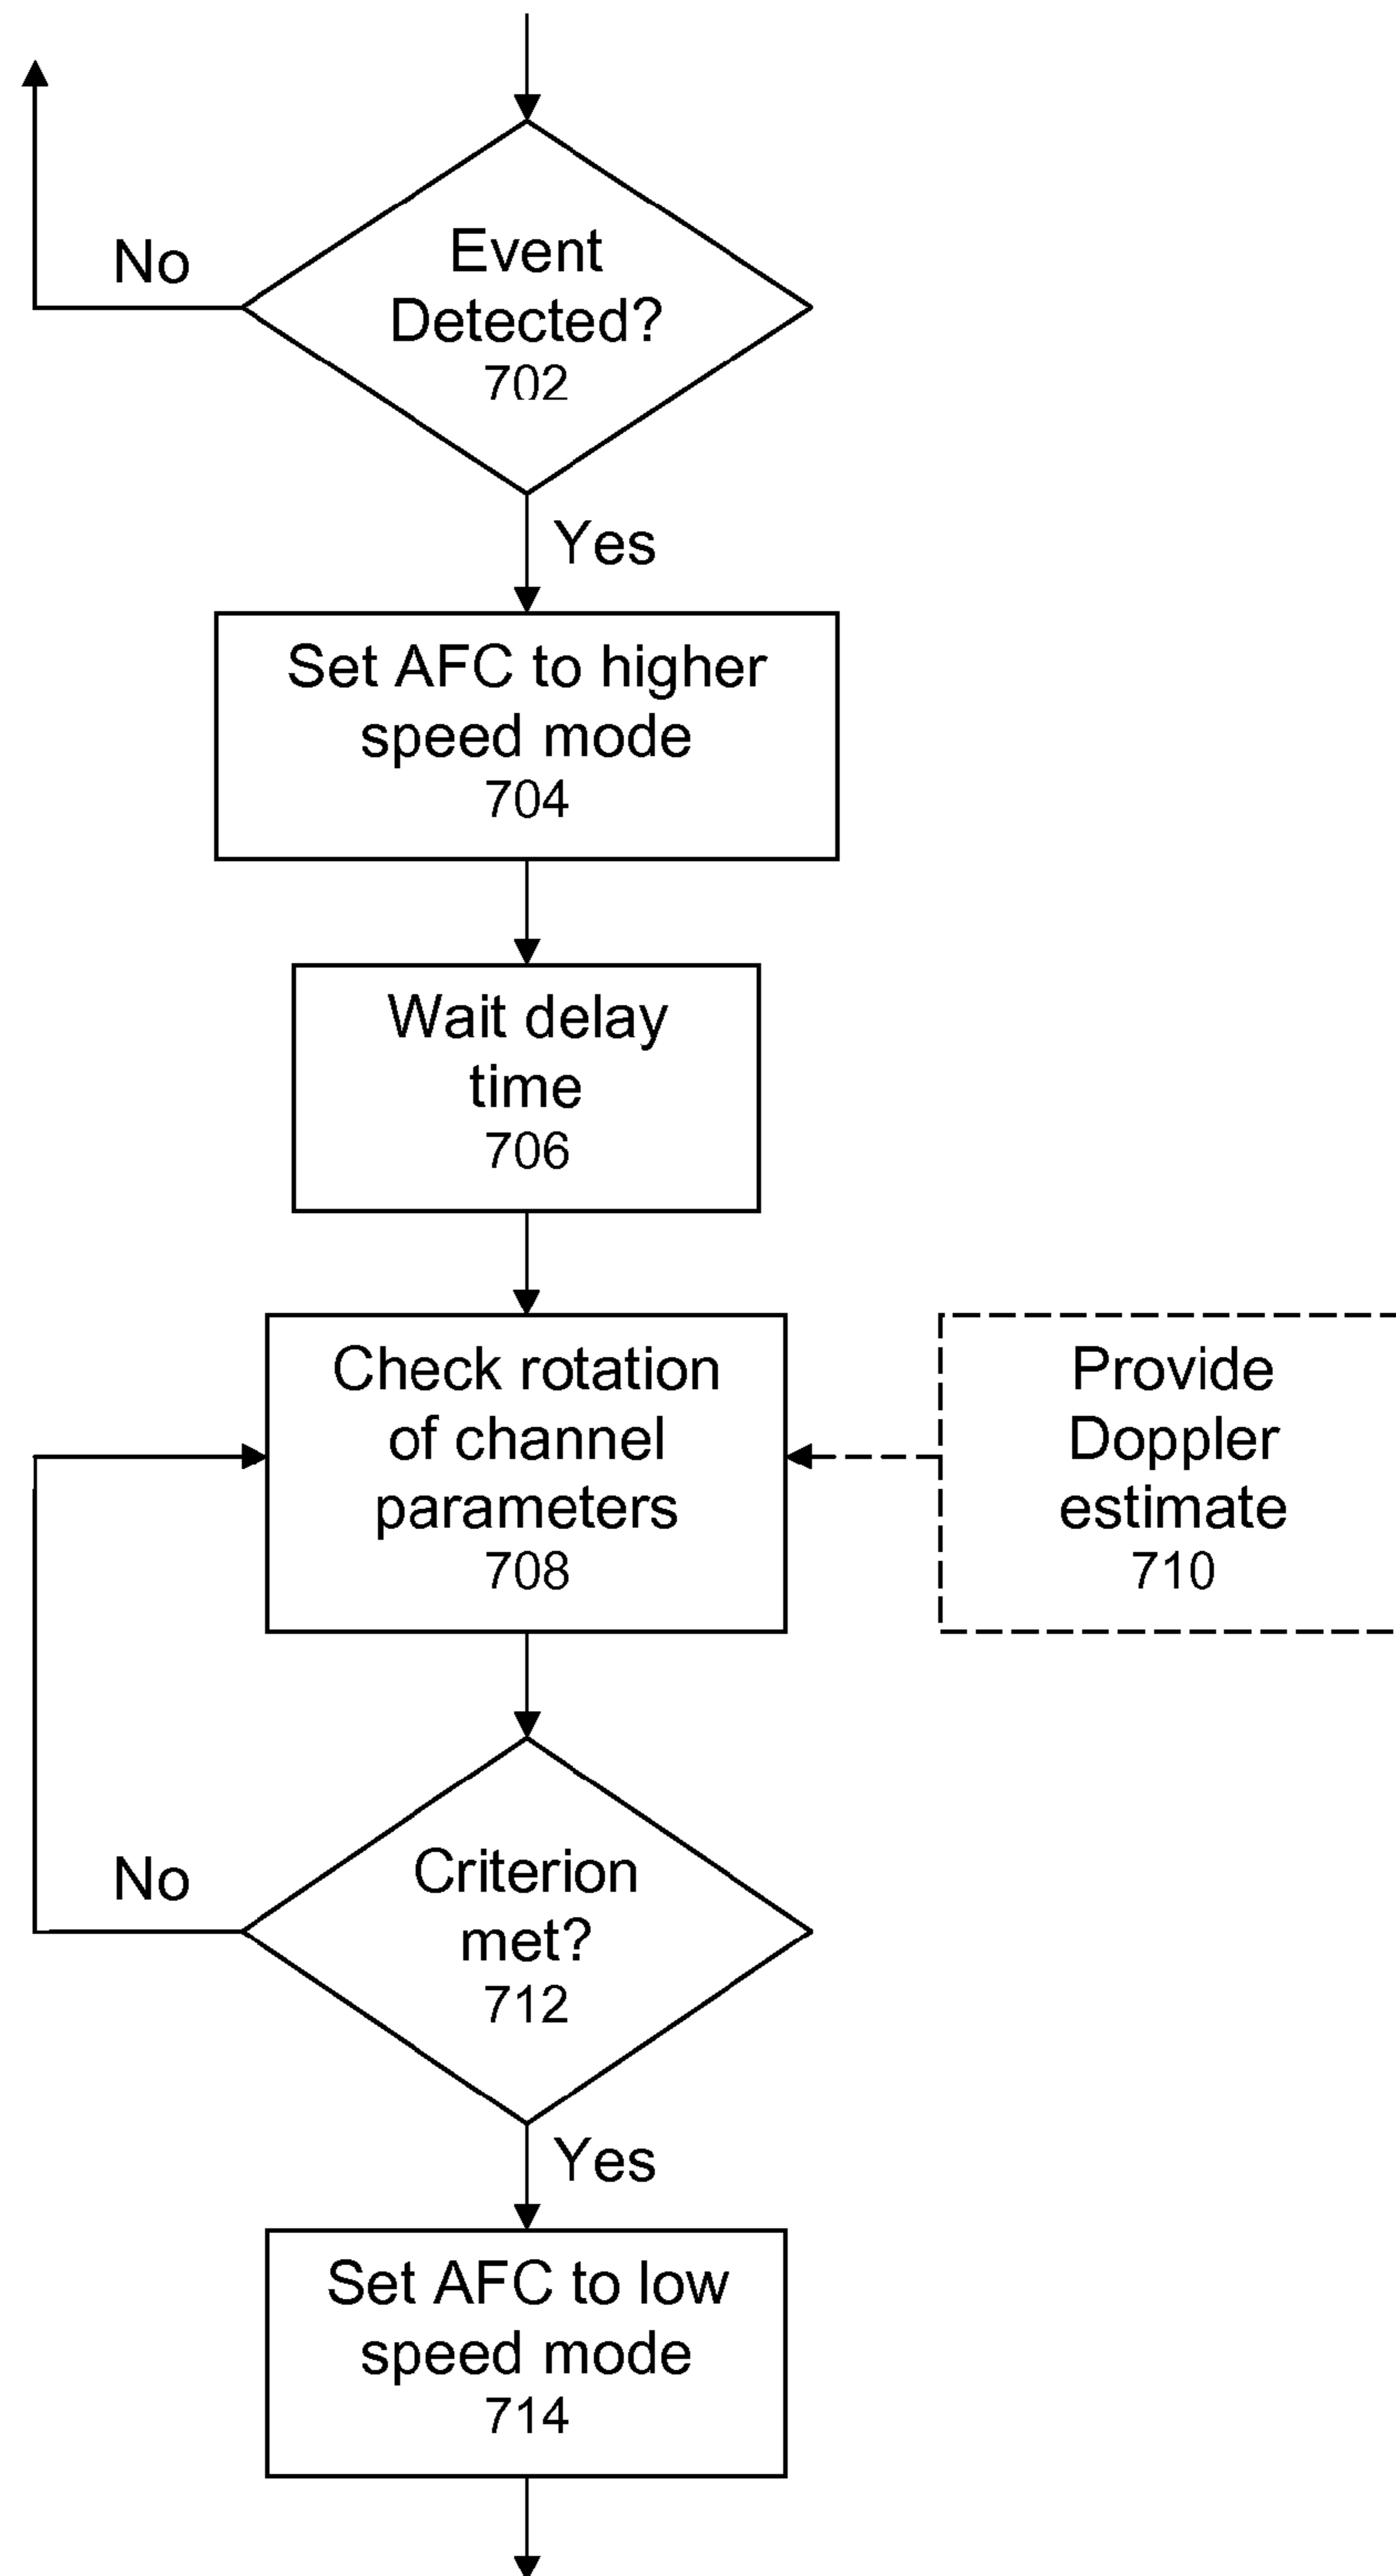 No
Event
Detected?
702
Yes
Set AFC to higher
speed mode
704
Wait delay
time
706
Check rotation
of channel
parameters
708
Provide
Doppler
estimate
710
No
Criterion
met?
712
Yes
Set AFC to low
speed mode
714